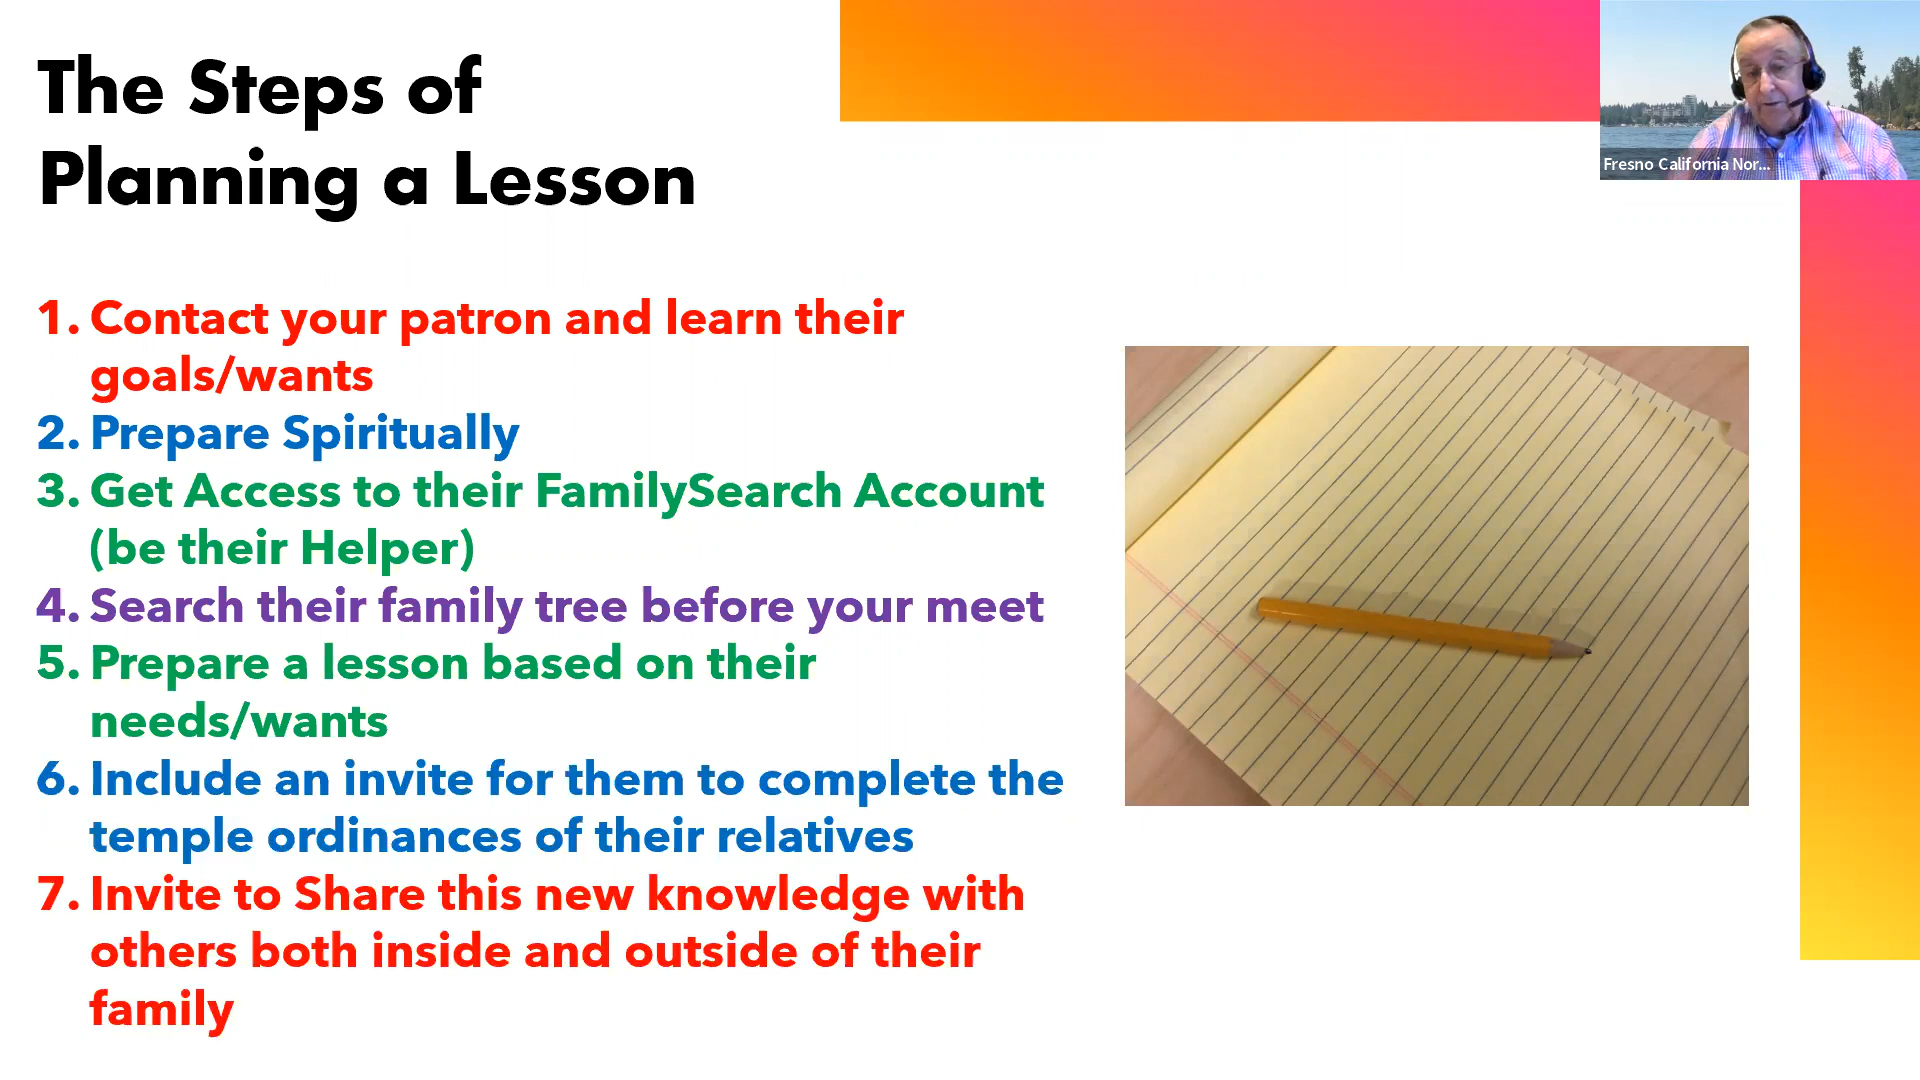 The Steps of
Planning a Lesson
Fresno California Nor...
1. Contact your patron and learn their
goals/wants
2. Prepare Spiritually
3. Get Access to their FamilySearch Account
(be their Helper)
4. Search their family tree before your meet
5. Prepare a lesson based on their
needs/wants
6. Include an invite for them to complete the
temple ordinances of their relatives
7. Invite to Share this new knowledge with
others both inside and outside of their
family